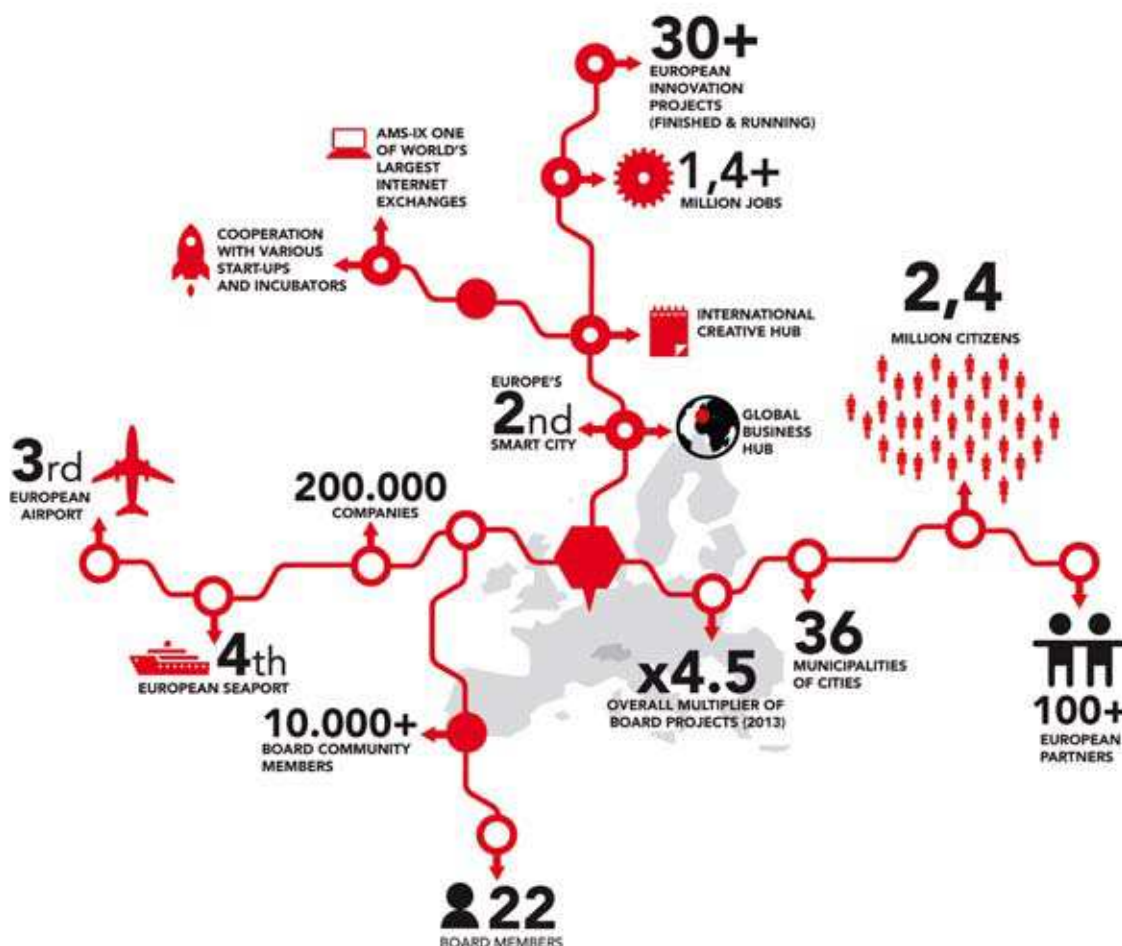 30+
EUROPEAN
INNOVATION
PROJECTS
(FINISHED & RUNNING)
AMS-IX ONE
OF WORLD'S
LARGEST
INTERNET
EXCHANGES
1,4+
MILLION JOBS
COOPERATION
WITH VARIOUS
START-UPS
AND INCUBATORS
INTERNATIONAL
CREATIVE HUB
2,4
MILLION CITIZENS
EUROPE'S
2nd
SMART CITY
GLOBAL
BUSINESS
HUB
3rd
EUROPEAN
AIRPORT
200.000
COMPANIES
4th
EUROPEAN SEAPORT
x4.5
OVERALL MULTIPLIER OF
BOARD PROJECTS (2013)
36
MUNICIPALITIES
OF CITIES
100+
EUROPEAN
PARTNERS
10.000+
BOARD COMMUNITY
MEMBERS
22
BOARD MEMBERS